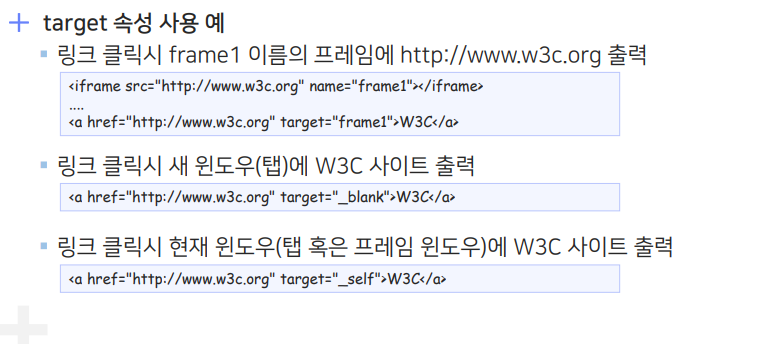 target 속성 사용 예
링크 클릭시 frame1 이름의 프레임에 http://www.w3c.org 출력
<iframe src="http://www.w3c.org" name="frame1"></iframe>
....
<a href="http://www.w3c.org" target="frame1">W3C</a>
링크 클릭시 새 윈도우(탭)에 W3C 사이트 출력
<a href="http://www.w3c.org" target="_blank">W3C</a>
링크 클릭시 현재 윈도우(탭 혹은 프레임 윈도우)에 W3C 사이트 출력
<a href="http://www.w3c.org" target="_self">W3C</a>